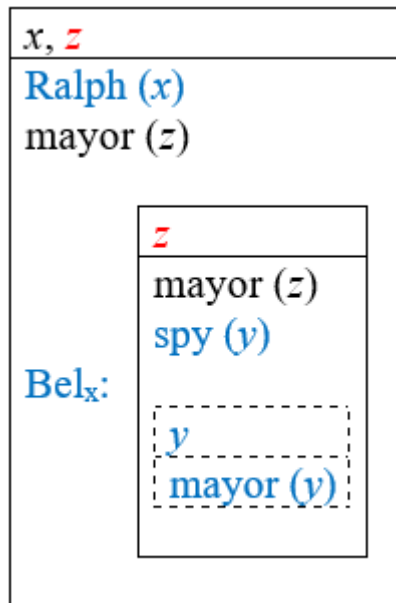 x, z
Ralph (x)
mayor (z)
z
mayor (z)
spy (y)
Belₓ:
y
mayor (y)